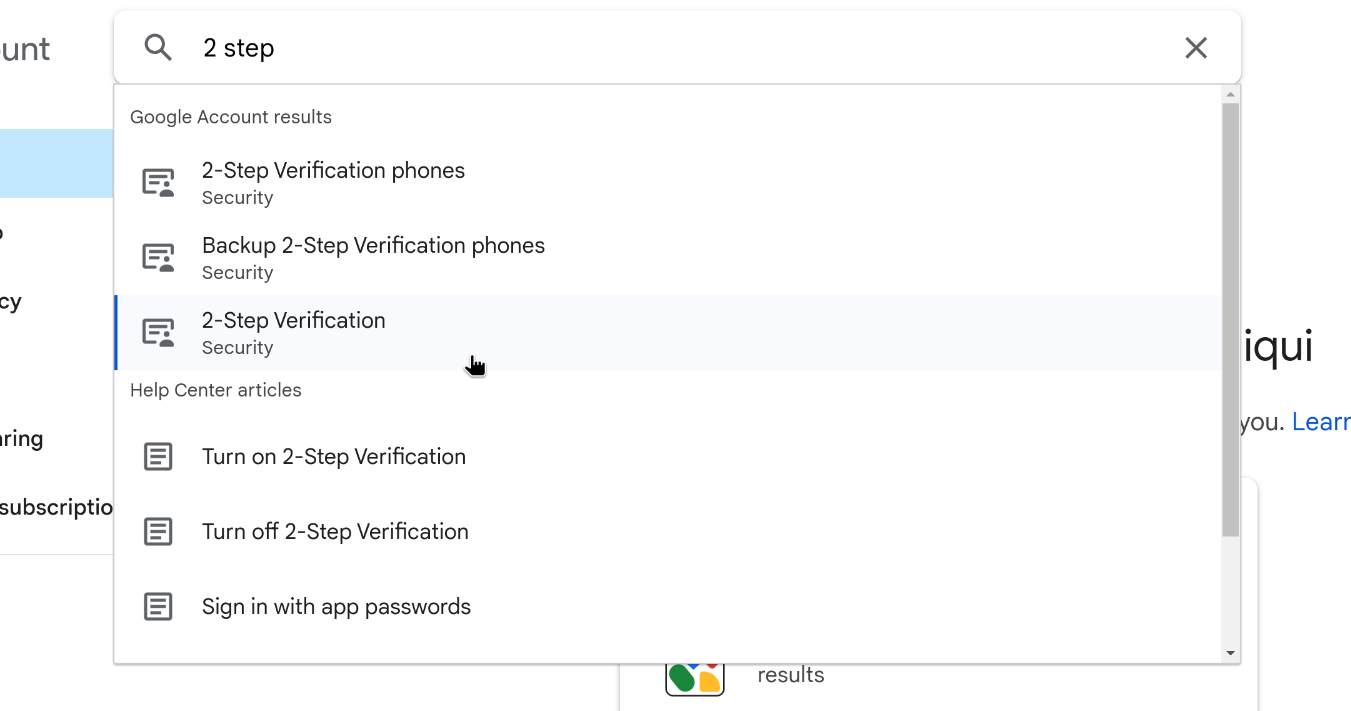 ount
2 step
Google Account results
2-Step Verification phones
Security
Backup 2-Step Verification phones
Security
cy
2-Step Verification
Security
iqui
Help Center articles
you. Learn
aring
Turn on 2-Step Verification
subscriptio
Turn off 2-Step Verification
Sign in with app passwords
results